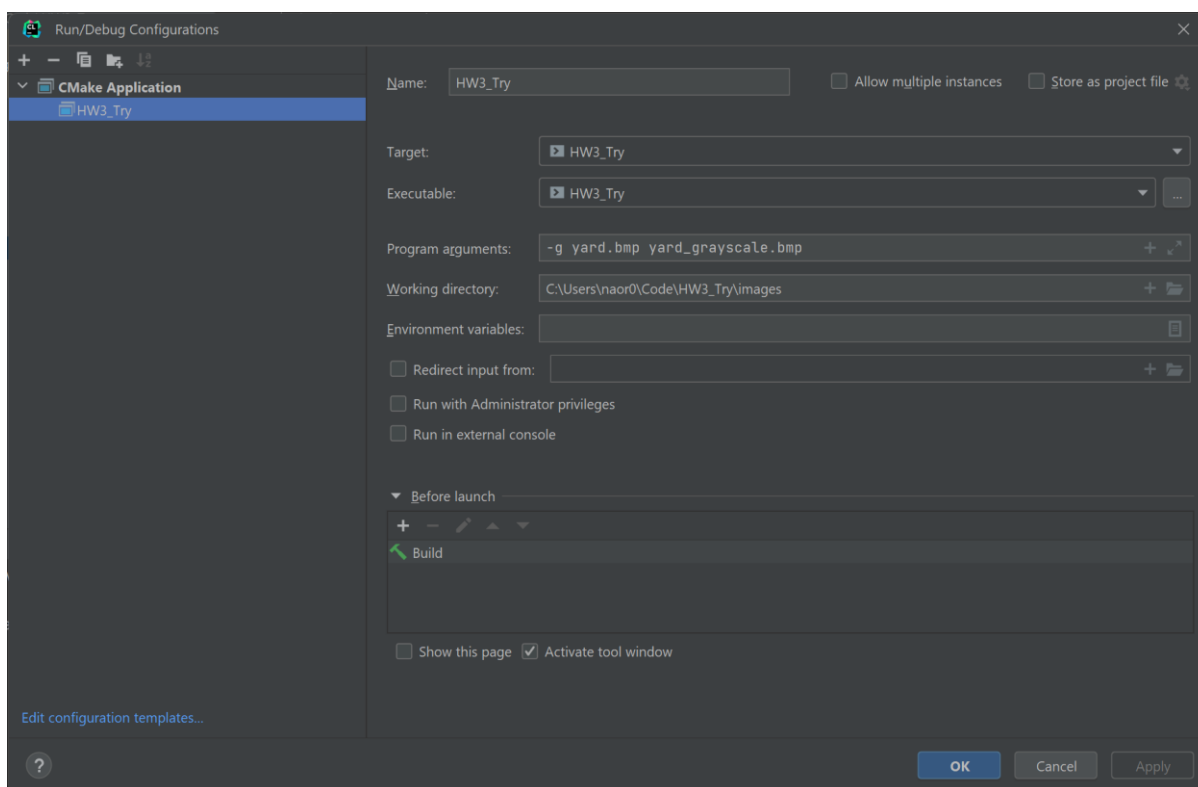 CL Run/Debug Configurations
CMake Application
HW3_Try
Edit configuration templates...
Name: HW3_Try Allow multiple instances Store as project file
Target: HW3_Try
Executable: HW3_Try ...
Program arguments: -g yard.bmp yard_grayscale.bmp
Working directory: C:\Users\naor0\Code\HW3_Try\images
Environment variables:
Redirect input from:
Run with Administrator privileges
Run in external console
Before launch
Build
Show this page Activate tool window
? OK Cancel Apply